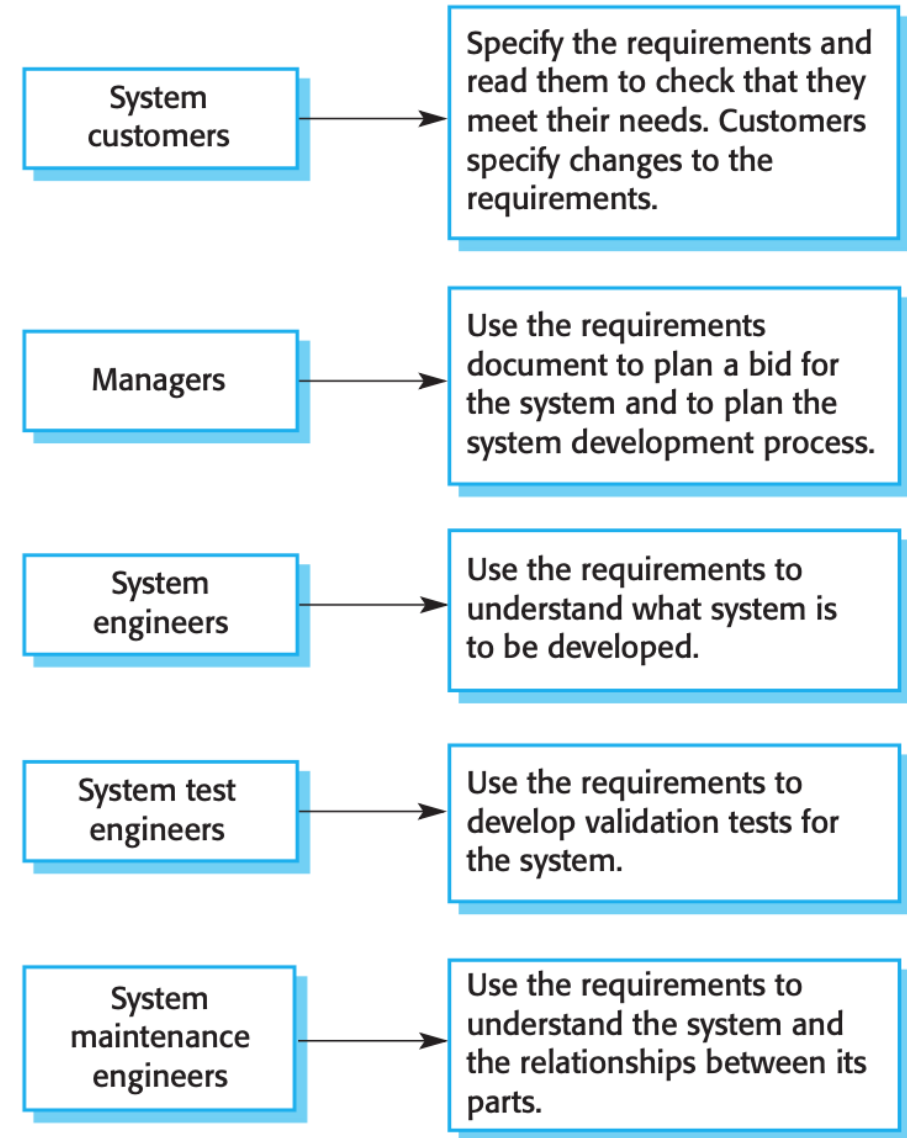 System
customers
Specify the requirements and
read them to check that they
meet their needs. Customers
specify changes to the
requirements.
Managers
Use the requirements
document to plan a bid for
the system and to plan the
system development process.
System
engineers
Use the requirements to
understand what system is
to be developed.
System test
engineers
Use the requirements to
develop validation tests for
the system.
System
maintenance
engineers
Use the requirements to
understand the system and
the relationships between its
parts.